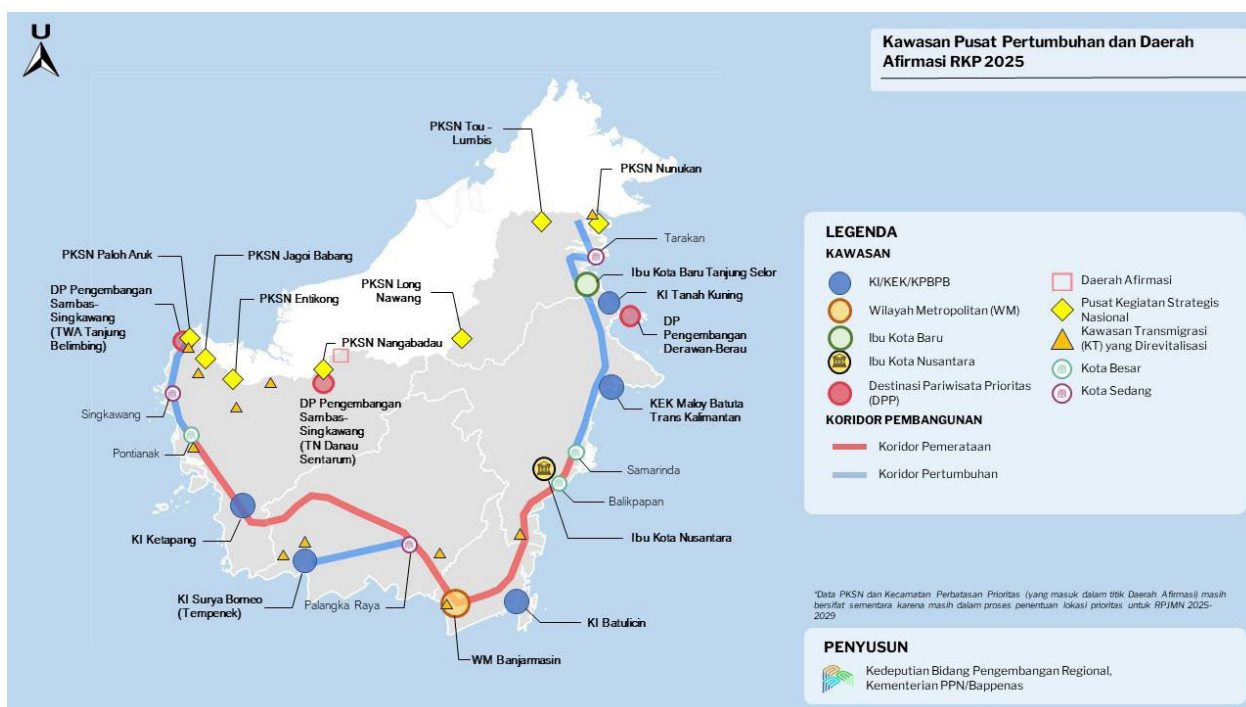 U
Kawasan Pusat Pertumbuhan dan Daerah
Afirmasi RKP 2025
PKSN Tou -
Lumbis
PKSN Nunukan
Tarakan
PKSN Paloh Aruk
PKSN Jagoi Babang
Ibu Kota Baru Tanjung Selor
DP Pengembangan
Sambas-
Singkawang
(TWA Tanjung
Belimbing)
PKSN Entikong
PKSN Long
Nawang
KI Tanah Kuning
PKSN Nangabadau
DP
Pengembangan
Derawan-Berau
Singkawang
DP Pengembangan
Sambas-
Singkawang
(TN Danau
Sentarum)
KEK Maloy Batuta
Trans Kalimantan
Pontianak
Samarinda
Balikpapan
KI Ketapang
Ibu Kota Nusantara
KI Surya Borneo
(Tempenek)
Palangka Raya
KI Batulicin
WM Banjarmasin
LEGENDA
KAWASAN
KI/KEK/KPBPB
Wilayah Metropolitan (WM)
Ibu Kota Baru
Ibu Kota Nusantara
Destinasi Pariwisata Prioritas
(DPP)
Daerah Afirmasi
Pusat Kegiatan Strategis
Nasional
Kawasan Transmigrasi
(KT) yang Direvitalisasi
Kota Besar
Kota Sedang
KORIDOR PEMBANGUNAN
Koridor Pemerataan
Koridor Pertumbuhan
*Data PKSN dan Kecamatan Perbatasan Prioritas (yang masuk dalam titik Daerah Afirmasi) masih
bersifat sementara karena masih dalam proses penentuan lokasi prioritas untuk RPJMN 2025-
2029
PENYUSUN
Kedeputian Bidang Pengembangan Regional,
Kementerian PPN/Bappenas